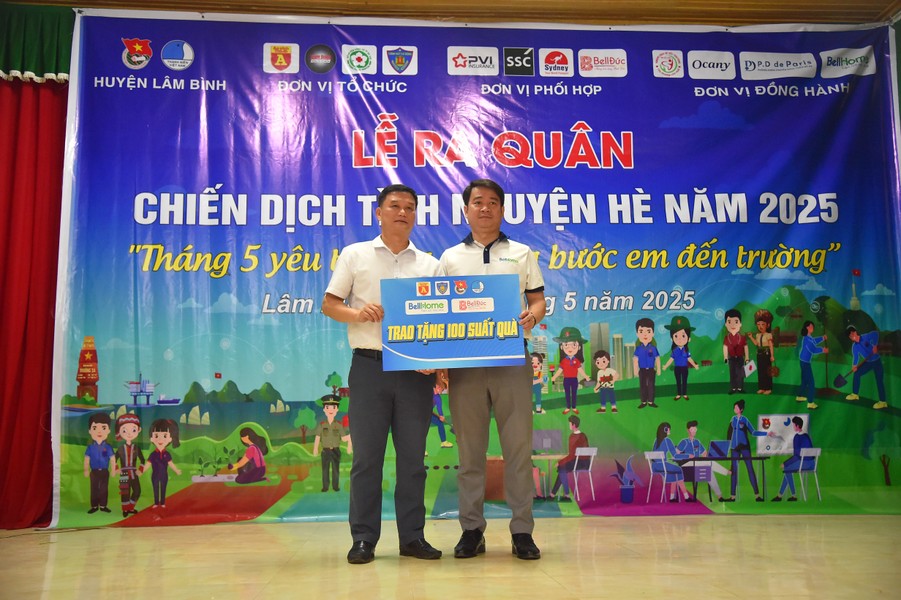 HUYỆN LÂM BÌNH
ĐƠN VỊ TỔ CHỨC
PVI
INSURANCE
SSC
Sydney
BellĐức
ĐƠN VỊ PHỐI HỢP
Ocany
P.D de Paris
BellHome
ĐƠN VỊ ĐỒNG HÀNH
LỄ RA QUÂN
CHIẾN DỊCH T H N UYỆN HÈ NĂM 2025
"Tháng 5 yêu bước em đến trường"
Lâm g 5 năm 2025
BellHome
BellĐức
TRAO TẶNG 100 SUẤT QUÀ